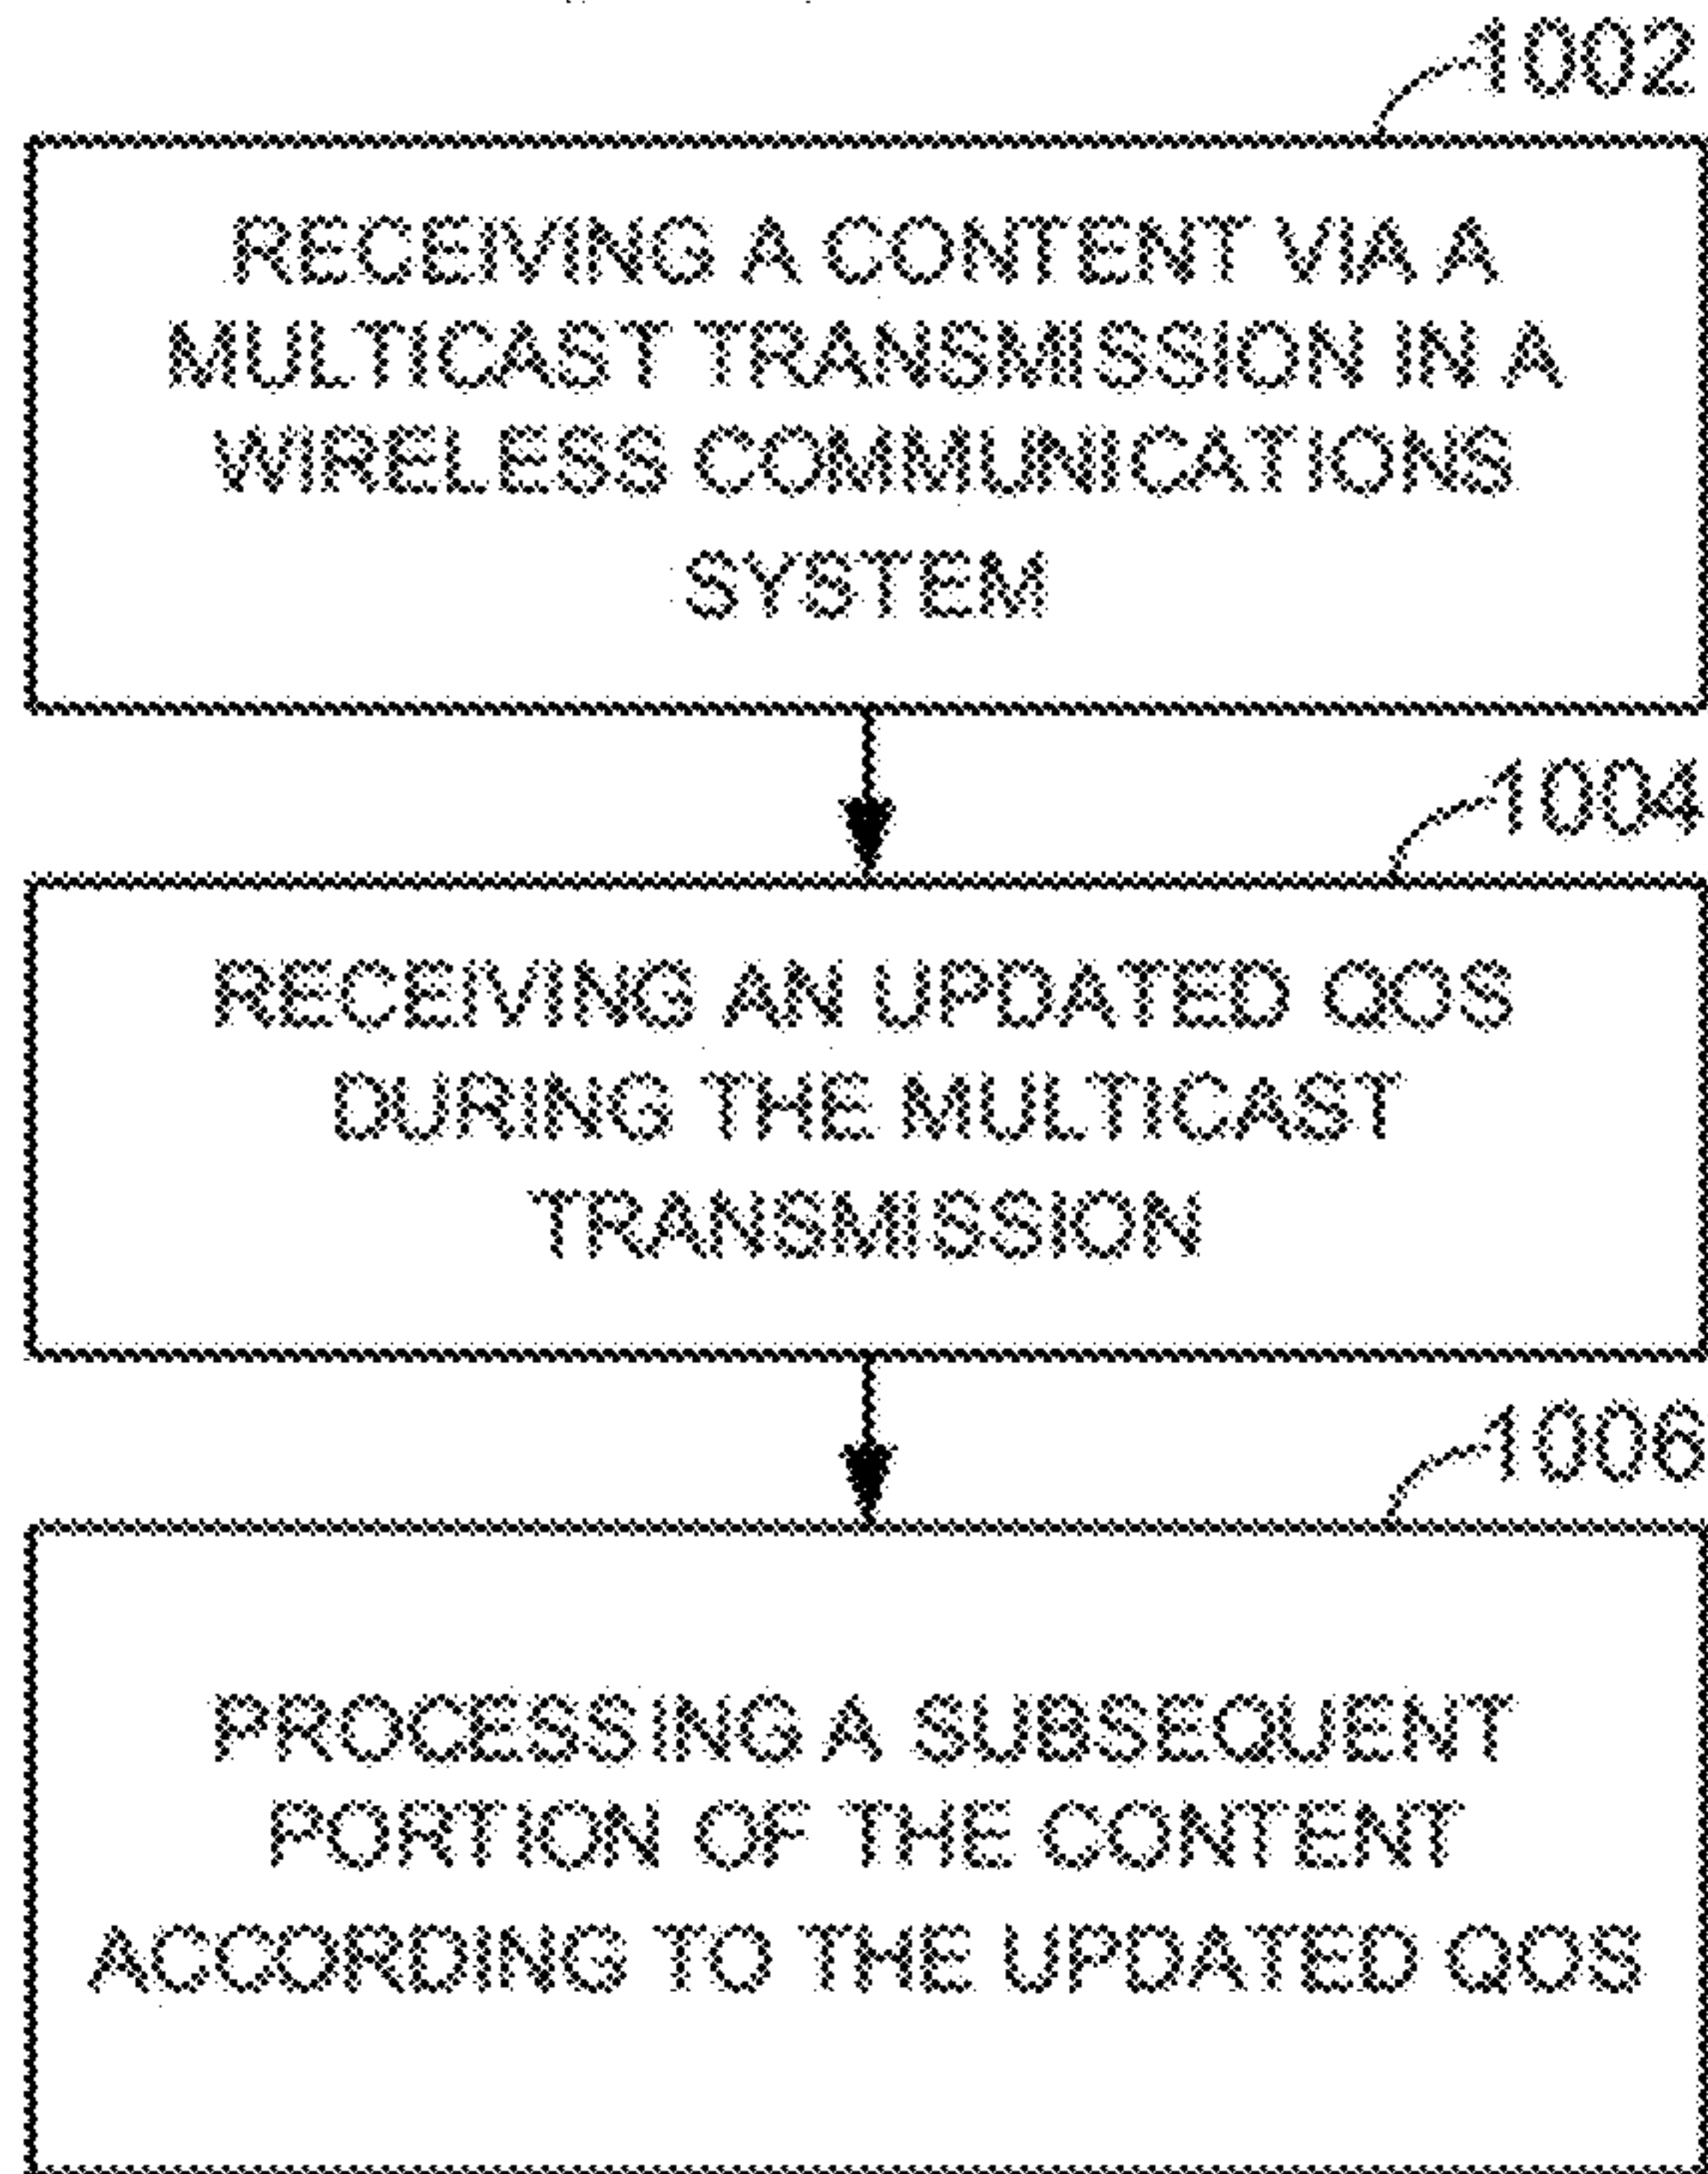 1002
RECEIVING A CONTENT VIA A
MULTICAST TRANSMISSION IN A
WIRELESS COMMUNICATIONS
SYSTEM
1004
RECEIVING AN UPDATED QOS
DURING THE MULTICAST
TRANSMISSION
1006
PROCESSING A SUBSEQUENT
PORTION OF THE CONTENT
ACCORDING TO THE UPDATED QOS